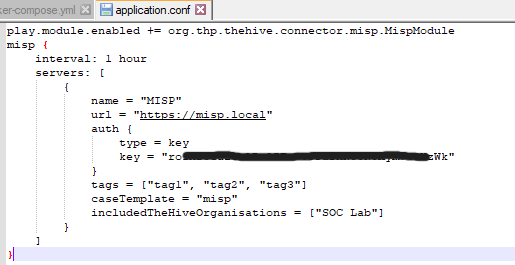 ker-compose.yml application.conf
play.module.enabled += org.thp.thehive.connector.misp.MispModule
misp {
interval: 1 hour
servers: [
{
name = "MISP"
url = "https://misp.local"
auth {
type = key
key = "ro zWk"
}
tags = ["tag1", "tag2", "tag3"]
caseTemplate = "misp"
includedTheHiveOrganisations = ["SOC Lab"]
}
]
}